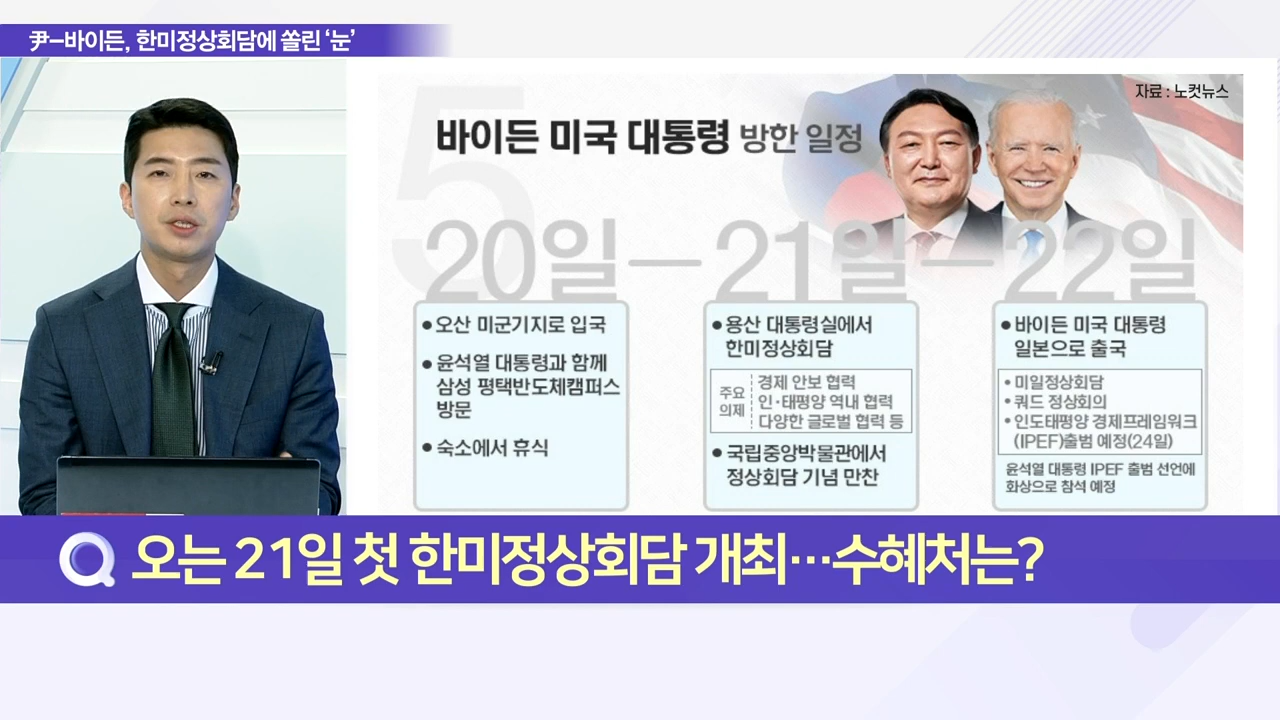 尹-바이든, 한미정상회담에 쏠린 ‘눈’
자료 : 노컷뉴스
바이든 미국 대통령 방한 일정
5
20일
21일
22일
● 오산 미군기지로 입국
● 윤석열 대통령과 함께
삼성 평택반도체캠퍼스
방문
● 숙소에서 휴식
● 용산 대통령실에서
한미정상회담
주요
의제
경제 안보 협력
인·태평양 역내 협력
다양한 글로벌 협력 등
● 국립중앙박물관에서
정상회담 기념 만찬
● 바이든 미국 대통령
일본으로 출국
• 미일정상회담
• 쿼드 정상회의
• 인도태평양 경제프레임워크
(IPEF)출범 예정(24일)
윤석열 대통령 IPEF 출범 선언에
화상으로 참석 예정
오는 21일 첫 한미정상회담 개최…수혜처는?